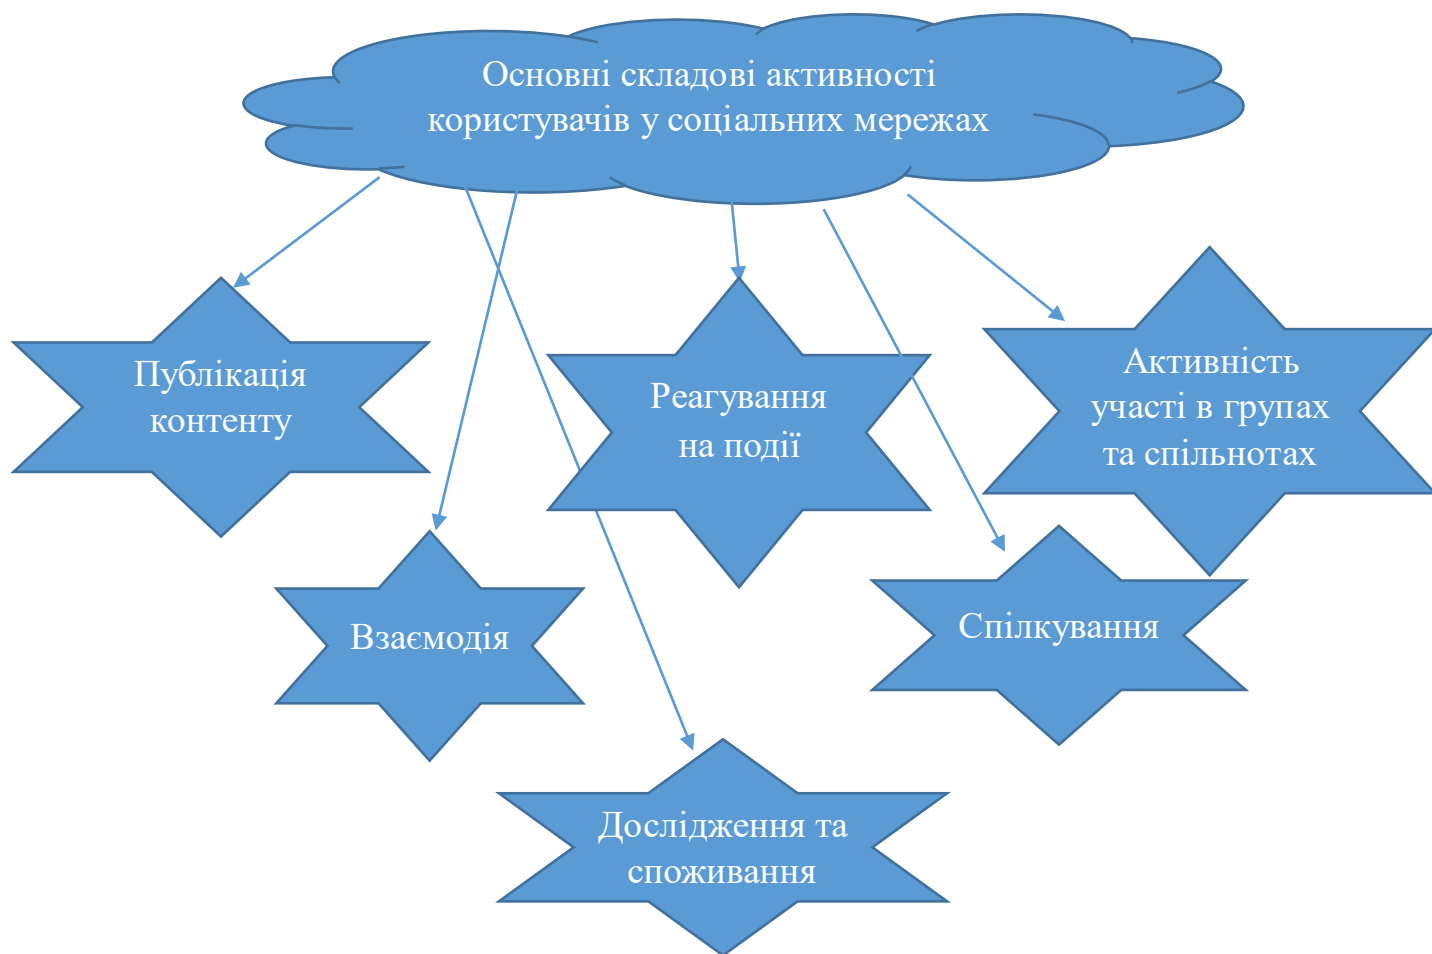 Основні складові активності
користувачів у соціальних мережах
Публікація
контенту
Реагування
на події
Активність
участі в групах
та спільнотах
Взаємодія
Спілкування
Дослідження та
споживання